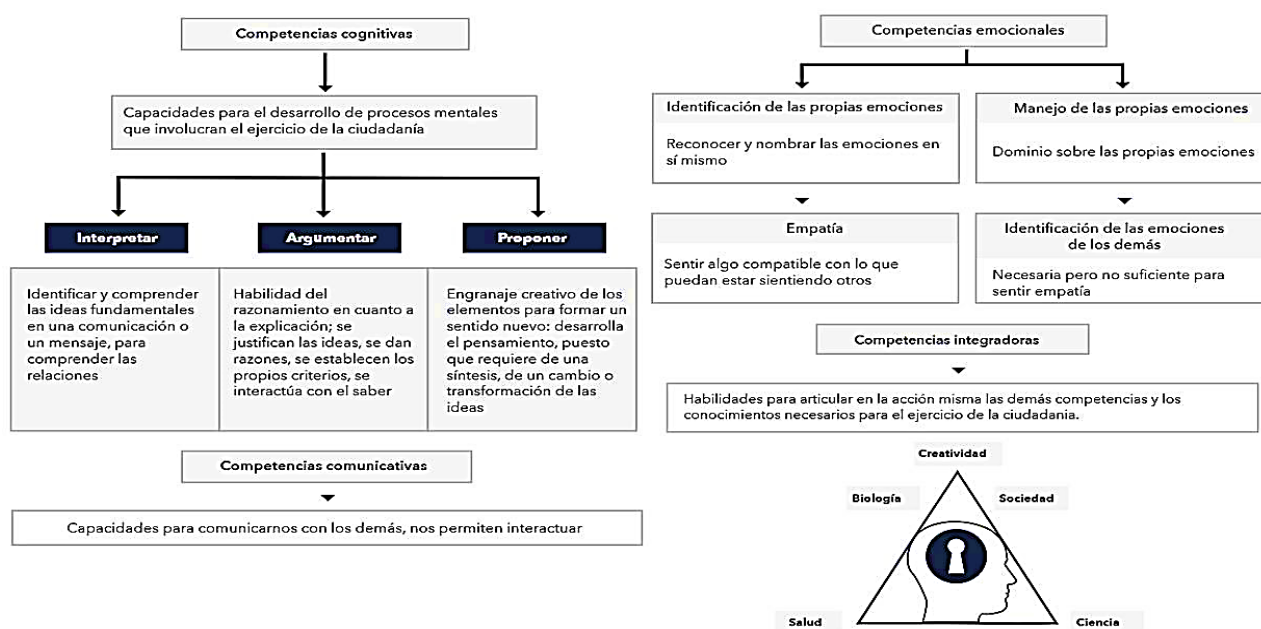 Competencias cognitivas
Capacidades para el desarrollo de procesos mentales
que involucran el ejercicio de la ciudadanía
Interpretar
Identificar y comprender
las ideas fundamentales
en una comunicación o
un mensaje, para
comprender las
relaciones
Argumentar
Habilidad del
razonamiento en cuanto
a la explicación; se
justifican las ideas, se dan
razones, se establecen los
propios criterios, se
interactúa con el saber
Proponer
Engranaje creativo de los
elementos para formar un
sentido nuevo: desarrolla
el pensamiento, puesto
que requiere de una
síntesis, de un cambio o
transformación de las
ideas
Competencias comunicativas
Capacidades para comunicarnos con los demás, nos permiten interactuar
Competencias emocionales
Identificación de las propias emociones
Reconocer y nombrar las emociones en
sí mismo
Manejo de las propias emociones
Dominio sobre las propias emociones
Empatía
Sentir algo compatible con lo que
puedan estar sintiendo otros
Identificación de las emociones
de los demás
Necesaria pero no suficiente para
sentir empatía
Competencias integradoras
Habilidades para articular en la acción misma las demás competencias y los
conocimientos necesarios para el ejercicio de la ciudadania.
Creatividad
Biología
Sociedad
Salud
Ciencia